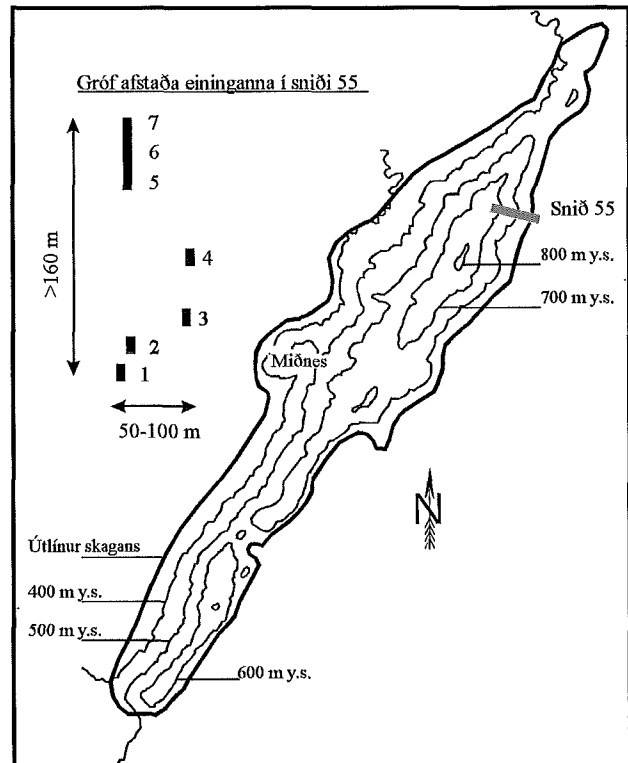 Gróf afstaða eininganna í sniði 55
7
6
5
4
3
2
1
>160 m
50-100 m
Snið 55
800 m y.s.
700 m y.s.
Miðnes
N
Útlínur skagans
400 m y.s.
500 m y.s.
600 m y.s.